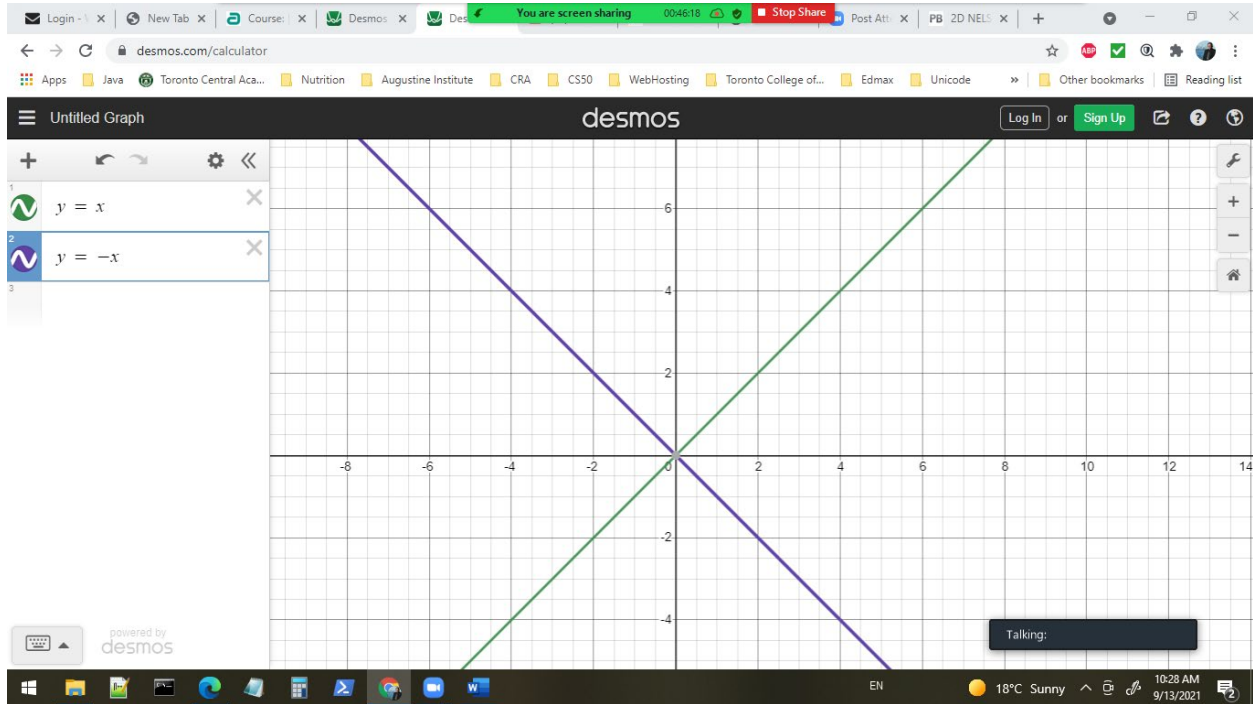 Login - New Tab Course: Desmos Des You are screen sharing 00:46:18 Stop Share Post Att PB 2D NELS
desmos.com/calculator
ABP
Apps Java Toronto Central Aca... Nutrition Augustine Institute CRA CS50 WebHosting Toronto College of... Edmax Unicode » Other bookmarks Reading list
Untitled Graph desmos Log In or Sign Up
1
y = x
2
y = −x
3
6
4
2
-8 -6 -4 -2 0 2 4 6 8 10 12 14
-2
-4
Talking:
powered by
desmos
EN 18°C Sunny 10:28 AM
9/13/2021
2